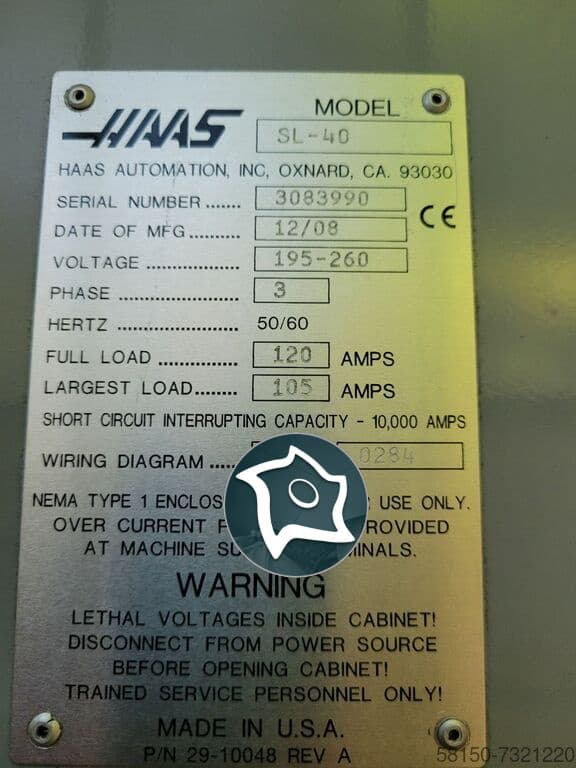 HAAS
MODEL
SL-40
HAAS AUTOMATION, INC, OXNARD, CA. 93030
SERIAL NUMBER ....... 3083990
CE
DATE OF MFG.......... 12/08
VOLTAGE ................ 195-260
PHASE ..................... 3
HERTZ ..................... 50/60
FULL LOAD .............. 120 AMPS
LARGEST LOAD........ 105 AMPS
SHORT CIRCUIT INTERRUPTING CAPACITY - 10,000 AMPS
WIRING DIAGRAM ..... 0284
NEMA TYPE 1 USE ONLY.
OVER CURRENT
AT MACHINE
WARNING
LETHAL VOLTAGES INSIDE CABINET!
DISCONNECT FROM POWER SOURCE
BEFORE OPENING CABINET!
TRAINED SERVICE PERSONNEL ONLY!
MADE IN U.S.A.
P/N 29-10048 REV A
58150-7321220